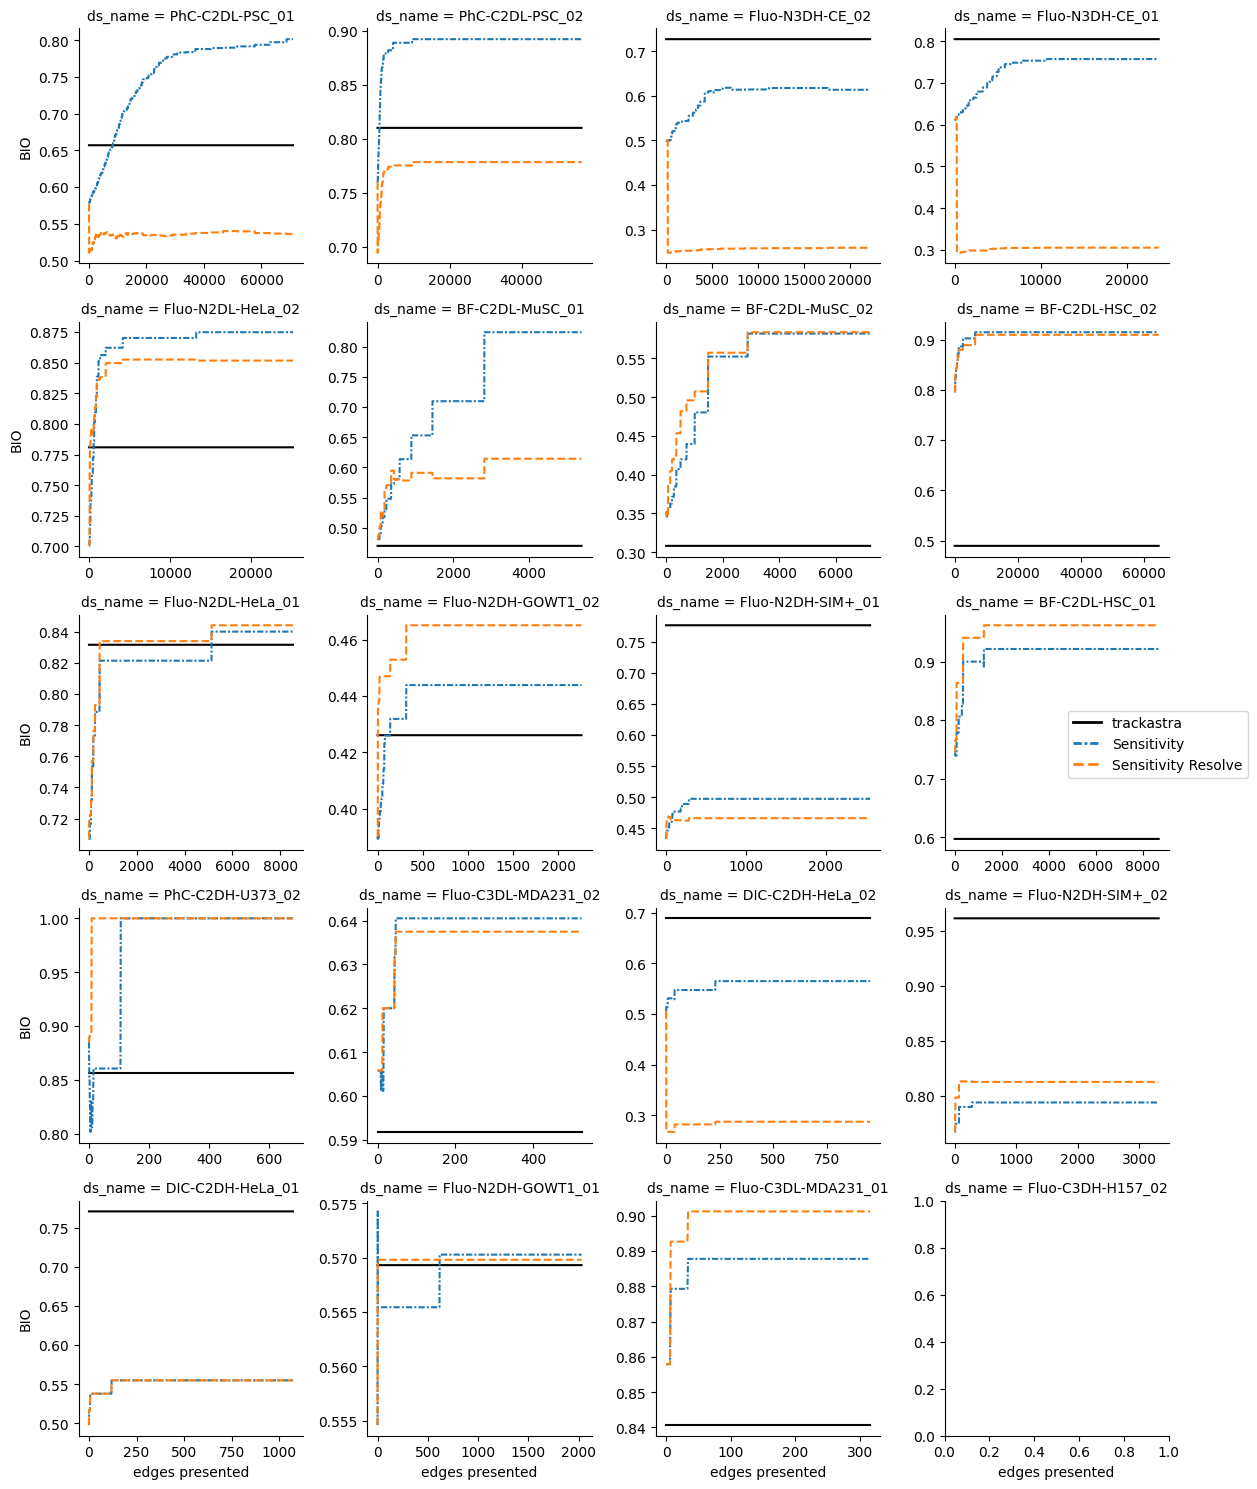 ds_name = PhC-C2DL-PSC_01
ds_name = PhC-C2DL-PSC_02
ds_name = Fluo-N3DH-CE_02
ds_name = Fluo-N3DH-CE_01
0.80
0.75
0.70
0.65
0.60
0.55
0.50
BIO
0 20000 40000 60000
0.90
0.85
0.80
0.75
0.70
0 20000 40000
0.7
0.6
0.5
0.4
0.3
0 5000 10000 15000 20000
0.8
0.7
0.6
0.5
0.4
0.3
0 10000 20000
ds_name = Fluo-N2DL-HeLa_02
ds_name = BF-C2DL-MuSC_01
ds_name = BF-C2DL-MuSC_02
ds_name = BF-C2DL-HSC_02
0.875
0.850
0.825
0.800
0.775
0.750
0.725
0.700
BIO
0 10000 20000
0.80
0.75
0.70
0.65
0.60
0.55
0.50
0 2000 4000
0.55
0.50
0.45
0.40
0.35
0.30
0 2000 4000 6000
0.9
0.8
0.7
0.6
0.5
0 20000 40000 60000
ds_name = Fluo-N2DL-HeLa_01
ds_name = Fluo-N2DH-GOWT1_02
ds_name = Fluo-N2DH-SIM+_01
ds_name = BF-C2DL-HSC_01
0.84
0.82
0.80
0.78
0.76
0.74
0.72
BIO
0 2000 4000 6000 8000
0.46
0.44
0.42
0.40
0 500 1000 1500 2000
0.75
0.70
0.65
0.60
0.55
0.50
0.45
0 1000 2000
0.9
0.8
0.7
0.6
0 2000 4000 6000 8000
trackastra
Sensitivity
Sensitivity Resolve
ds_name = PhC-C2DH-U373_02
ds_name = Fluo-C3DL-MDA231_02
ds_name = DIC-C2DH-HeLa_02
ds_name = Fluo-N2DH-SIM+_02
1.00
0.95
0.90
0.85
0.80
BIO
0 200 400 600
0.64
0.63
0.62
0.61
0.60
0.59
0 200 400
0.7
0.6
0.5
0.4
0.3
0 250 500 750
0.95
0.90
0.85
0.80
0 1000 2000 3000
ds_name = DIC-C2DH-HeLa_01
ds_name = Fluo-N2DH-GOWT1_01
ds_name = Fluo-C3DL-MDA231_01
ds_name = Fluo-C3DH-H157_02
0.75
0.70
0.65
0.60
0.55
0.50
BIO
0 250 500 750 1000
edges presented
0.575
0.570
0.565
0.560
0.555
0 500 1000 1500 2000
edges presented
0.90
0.89
0.88
0.87
0.86
0.85
0.84
0 100 200 300
edges presented
1.0
0.8
0.6
0.4
0.2
0.0
0.0 0.2 0.4 0.6 0.8 1.0
edges presented